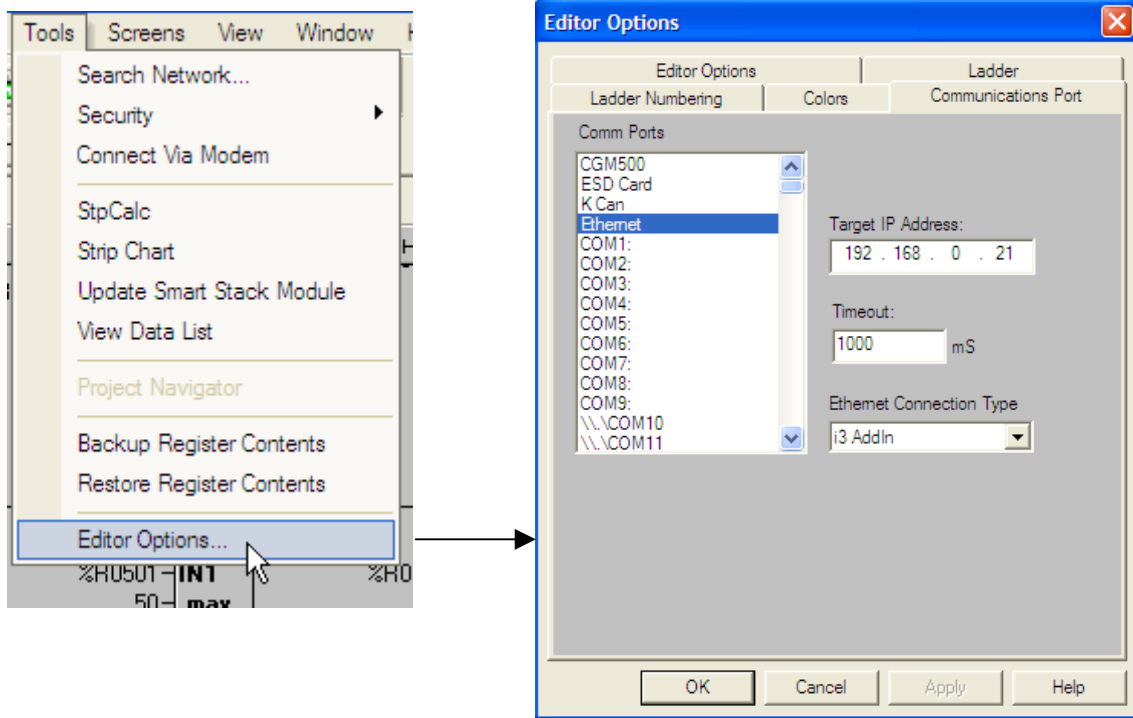 Tools Screens View Window
Search Network...
Security
Connect Via Modem
StpCalc
Strip Chart
Update Smart Stack Module
View Data List
Project Navigator
Backup Register Contents
Restore Register Contents
Editor Options...
%R0501 IN1 %R0
50 max
Editor Options
Editor Options Ladder
Ladder Numbering Colors Communications Port
Comm Ports
CGM500
ESD Card
K Can
Ethernet
COM1:
COM2:
COM3:
COM4:
COM5:
COM6:
COM7:
COM8:
COM9:
\\.\COM10
\\.\COM11
Target IP Address:
192 . 168 . 0 . 21
Timeout:
1000 mS
Ethernet Connection Type
i3 AddIn
OK Cancel Apply Help